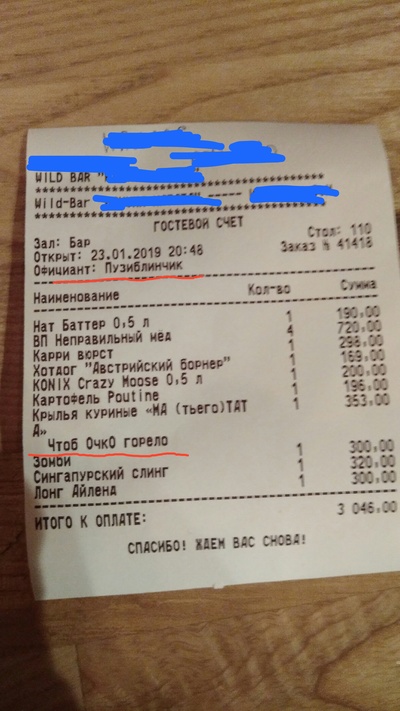 WILD BAR "
*********************************
Wild-Bar
*********************************
ГОСТЕВОЙ СЧЕТ
Зал: Бар Стол: 110
Открыт: 23.01.2019 20:48 Заказ № 41418
Официант: Пузиблинчик
Наименование Кол-во Сумма
Нат Баттер 0,5 л 1 190,00
ВП Неправильный мёд 4 720,00
Карри ворст 1 298,00
Хотдог "Австрийский борнер" 1 169,00
KONIX Crazy Moose 0,5 л 1 200,00
Картофель Poutine 1 196,00
Крылья куриные «МА (тьего)ТАТ 1 353,00
А»
Чтоб ОчкО горело
Зомби 1 300,00
Сингапурский слинг 1 320,00
Лонг Айленд 1 300,00
ИТОГО К ОПЛАТЕ: 3 046,00
СПАСИБО! ЖДЕМ ВАС СНОВА!